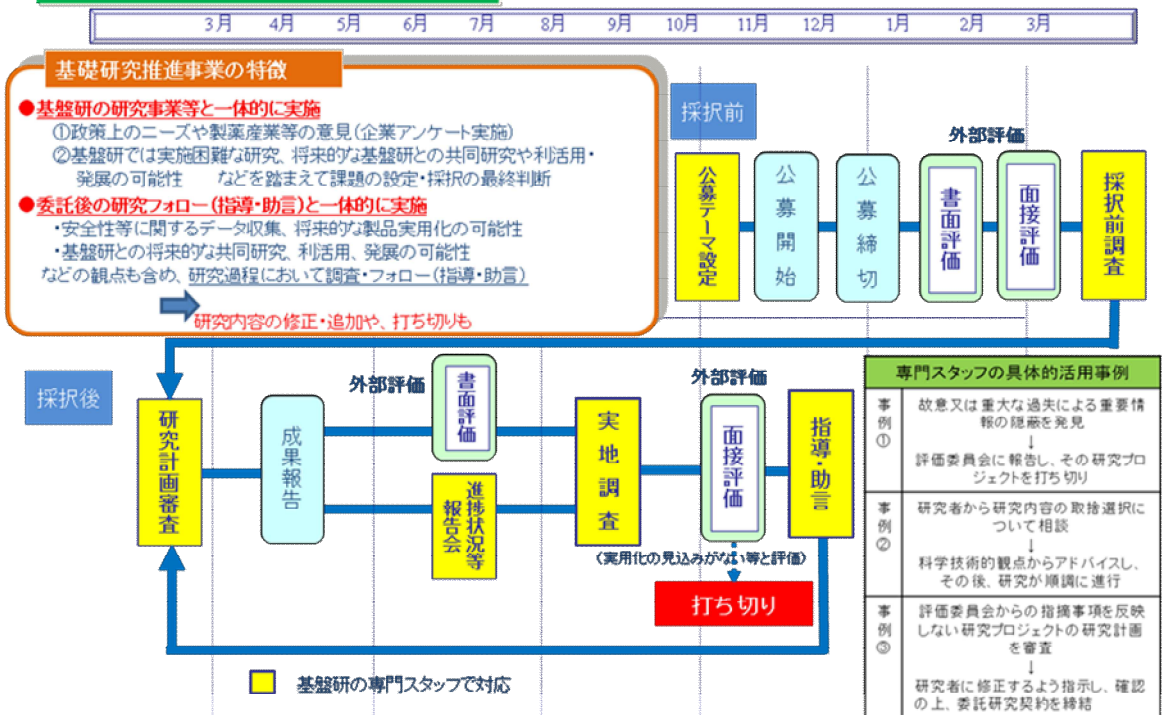 3月 4月 5月 6月 7月 8月 9月 10月 11月 12月 1月 2月 3月
基礎研究推進事業の特徴
●基盤研の研究事業等と一体的に実施
①政策上のニーズや製薬産業等の意見(企業アンケート実施)
②基盤研では実施困難な研究、将来的な基盤研との共同研究や利活用・
発展の可能性 などを踏まえて課題の設定・採択の最終判断
●委託後の研究フォロー(指導・助言)と一体的に実施
・安全性等に関するデータ収集、将来的な製品実用化の可能性
・基盤研との将来的な共同研究、利活用、発展の可能性
などの観点も含め、研究過程において調査・フォロー(指導・助言)
研究内容の修正・追加や、打ち切りも
採択前
外部評価
公募テーマ設定
公募開始
公募締切
書面評価
面接評価
採択前調査
採択後
研究計画審査
成果報告
外部評価
書面評価
進捗状況等
報告会
実地調査
外部評価
面接評価
指導・助言
(実用化の見込みがない等と評価)
打ち切り
基盤研の専門スタッフで対応
専門スタッフの具体的活用事例
事例①
故意又は重大な過失による重要情
報の隠蔽を発見
↓
評価委員会に報告し、その研究プロ
ジェクトを打ち切り
事例②
研究者から研究内容の取捨選択に
ついて相談
↓
科学技術的観点からアドバイスし、
その後、研究が順調に進行
事例③
評価委員会からの指摘事項を反映
しない研究プロジェクトの研究計画
を審査
↓
研究者に修正するよう指示し、確認
の上、委託研究契約を締結